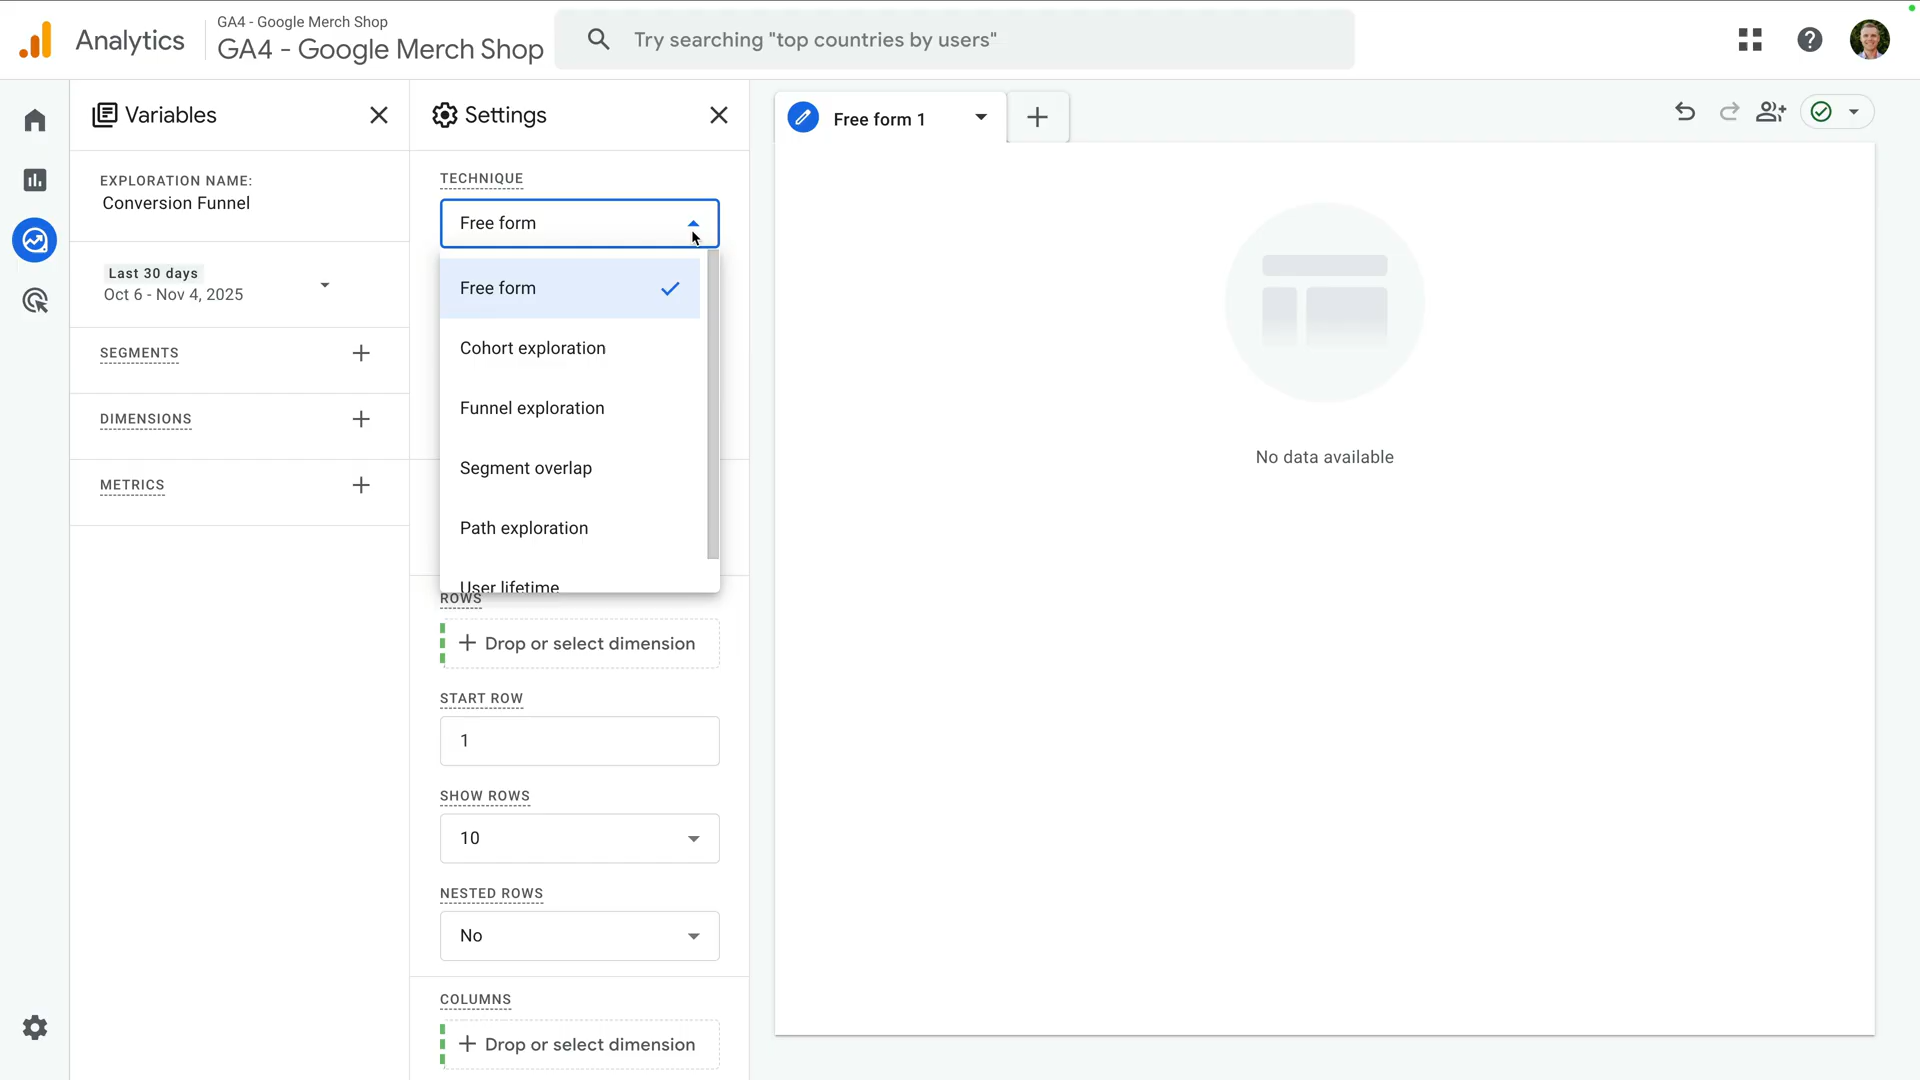 Analytics
GA4 - Google Merch Shop
GA4 - Google Merch Shop
Try searching "top countries by users"
Variables
EXPLORATION NAME:
Conversion Funnel
Last 30 days
Oct 6 - Nov 4, 2025
SEGMENTS
DIMENSIONS
METRICS
Settings
TECHNIQUE
Free form
Free form
Cohort exploration
Funnel exploration
Segment overlap
Path exploration
User lifetime
ROWS
Drop or select dimension
START ROW
1
SHOW ROWS
10
NESTED ROWS
No
COLUMNS
Drop or select dimension
Free form 1
No data available